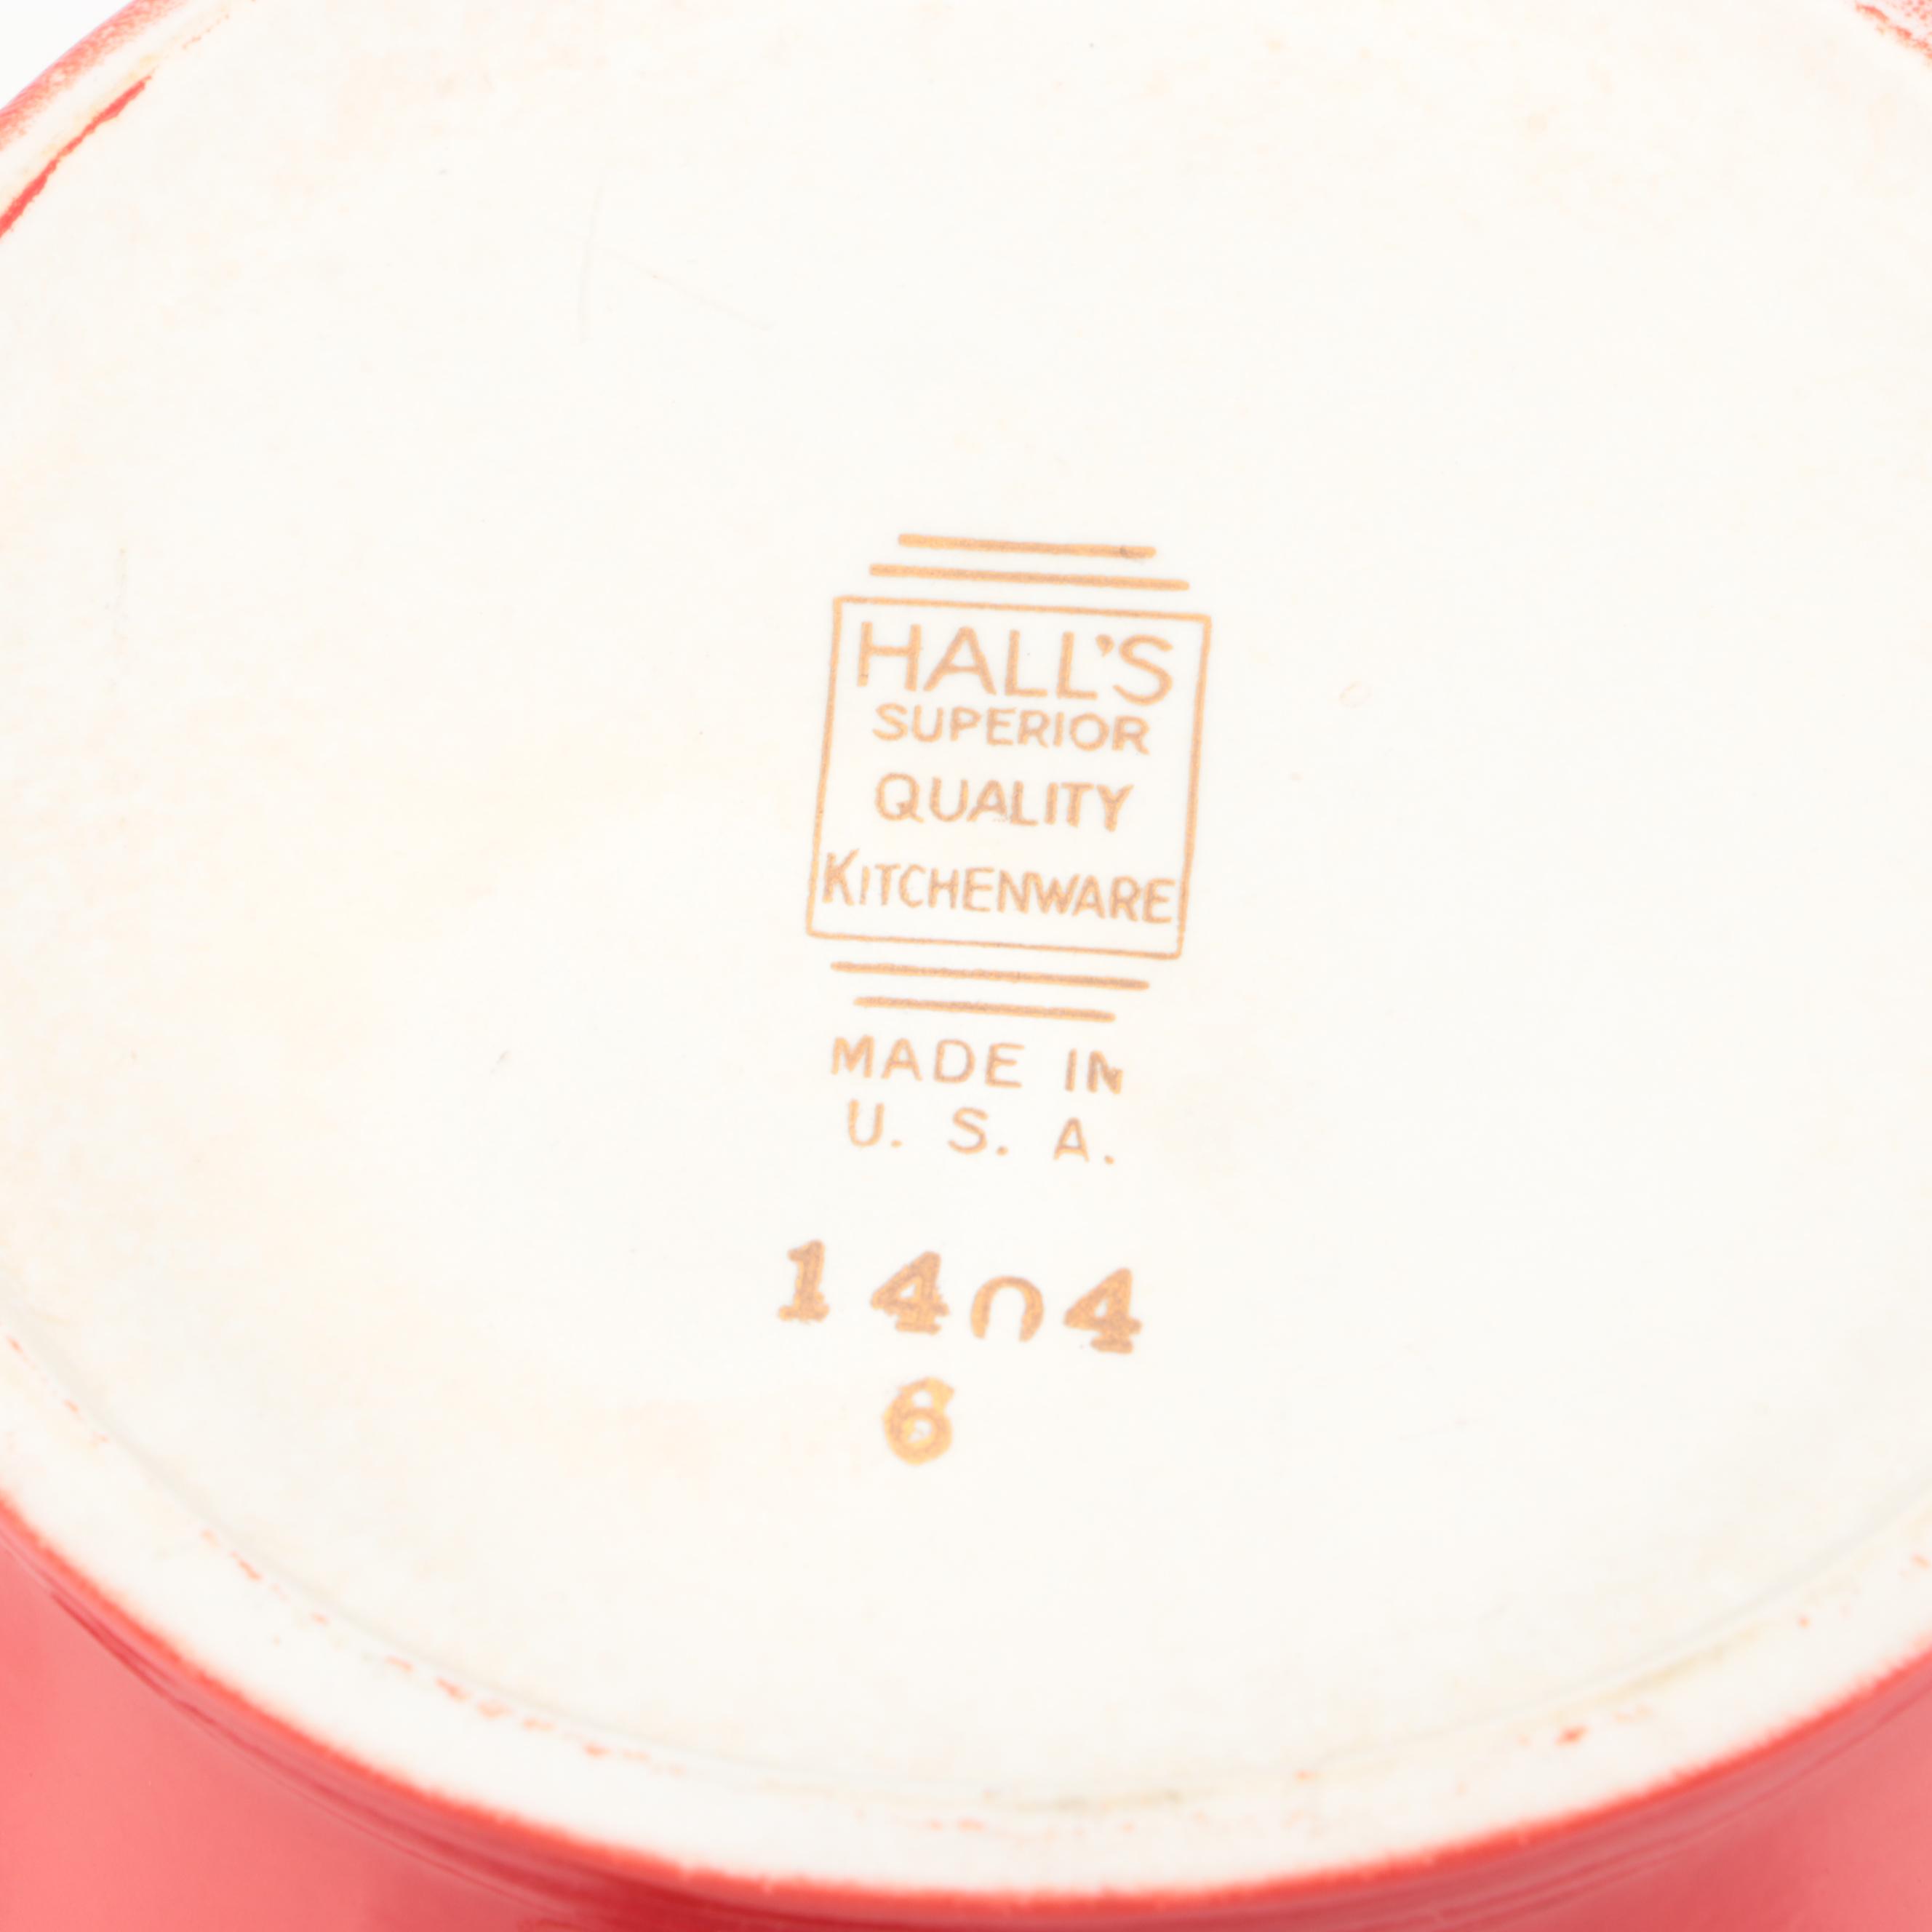 HALL'S
SUPERIOR
QUALITY
KITCHENWARE
MADE IN
U. S. A.
1404
6